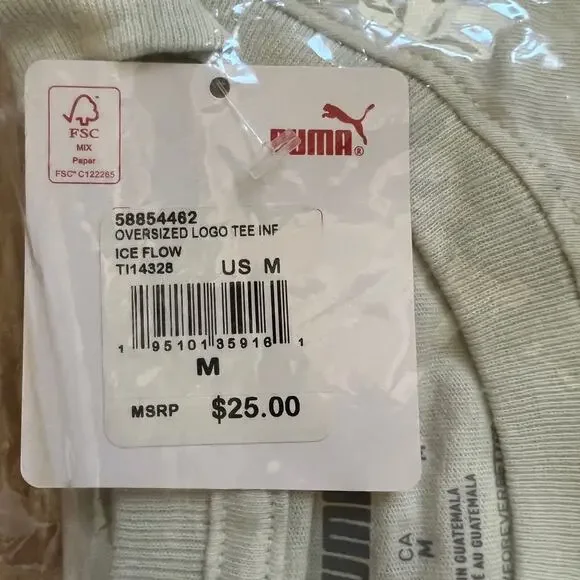 FSC
MIX
Paper
FSC® C122265
PUMA®
58854462
OVERSIZED LOGO TEE INF
ICE FLOW
TI14328 US M
1 95101 35916 1
M
MSRP $25.00
CA
M
GUATEMALA
AU GUATEMALA